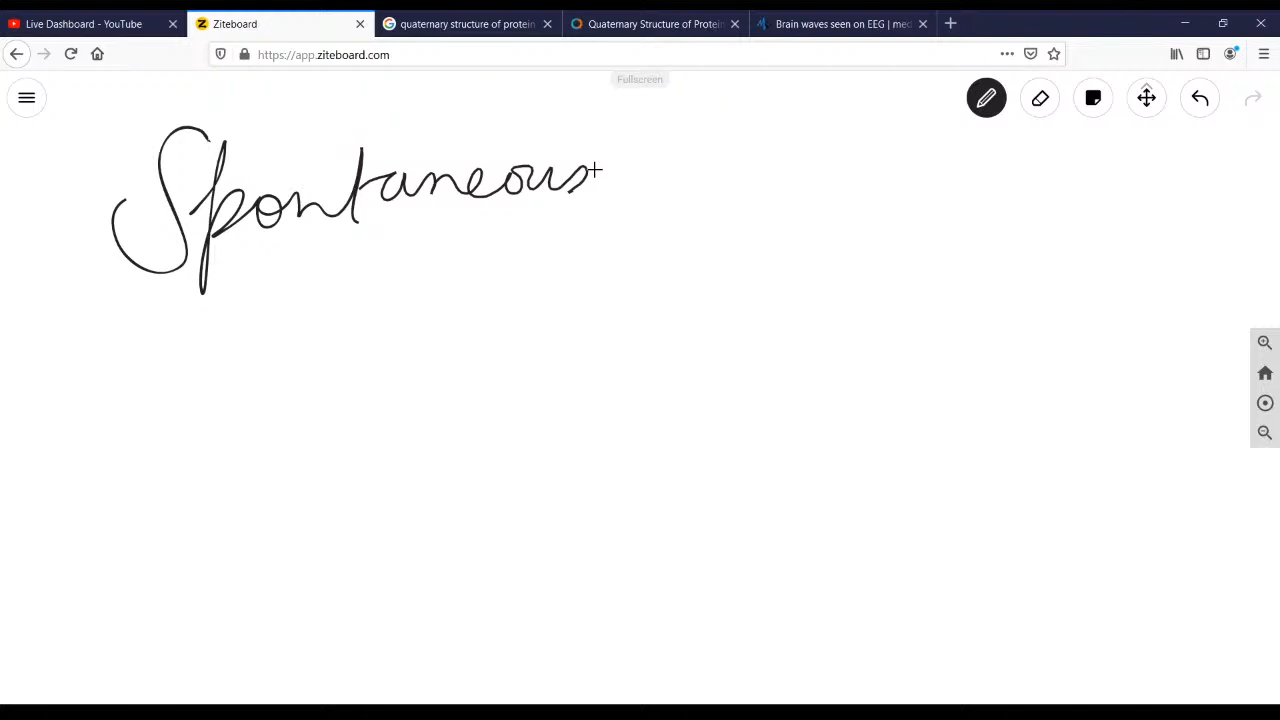 Live Dashboard - YouTube
Ziteboard
quaternary structure of protein
Quaternary Structure of Protein
Brain waves seen on EEG | med
https://app.ziteboard.com
Fullscreen
Spontaneous